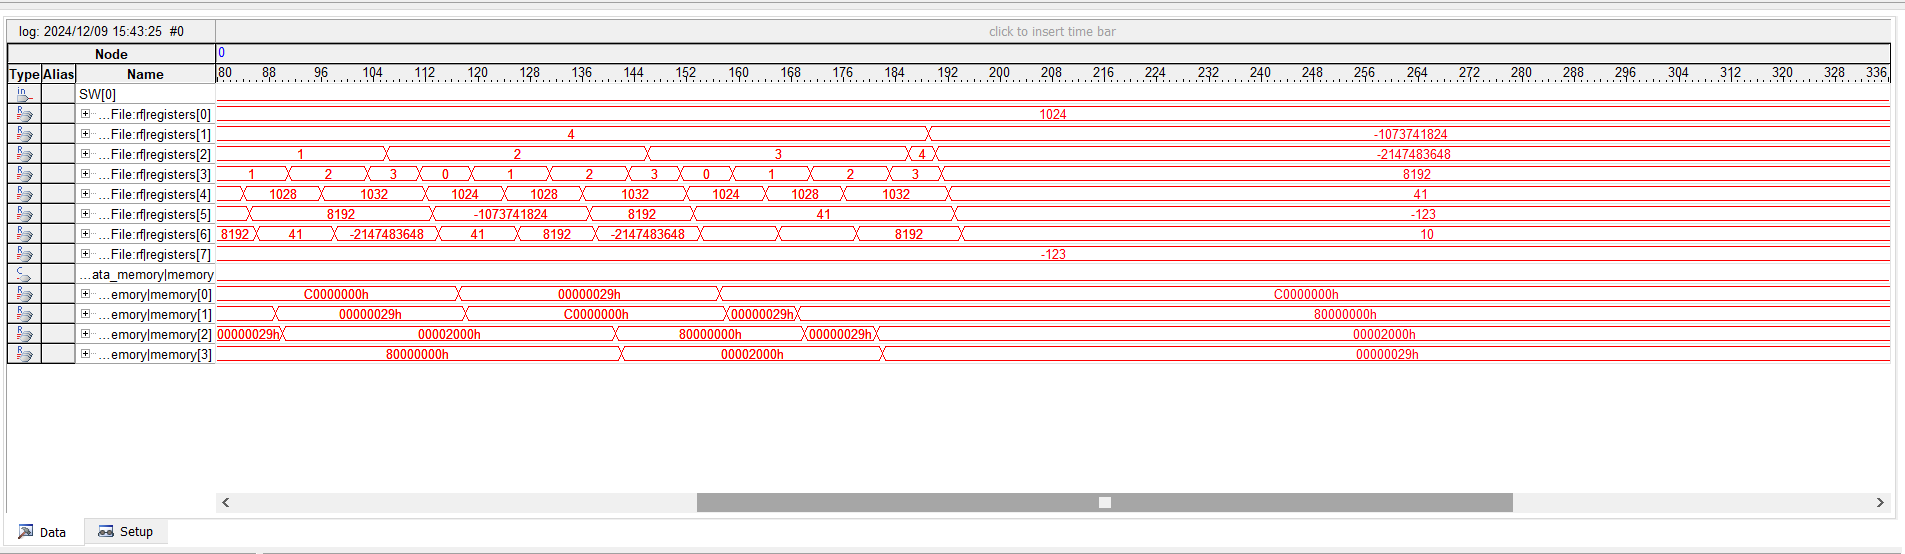 log: 2024/12/09 15:43:25 #0 click to insert time bar
Node 0
Type Alias Name 80 88 96 104 112 120 128 136 144 152 160 168 176 184 192 200 208 216 224 232 240 248 256 264 272 280 288 296 304 312 320 328 336
in SW[0]
R ...File:rf|registers[0] 1024
R ...File:rf|registers[1] 4 -1073741824
R ...File:rf|registers[2] 1 2 3 4 -2147483648
R ...File:rf|registers[3] 1 2 3 0 1 2 3 0 1 2 3 8192
R ...File:rf|registers[4] 1028 1032 1024 1028 1032 1024 1028 1032 41
R ...File:rf|registers[5] 8192 -1073741824 8192 41 -123
R ...File:rf|registers[6] 8192 41 -2147483648 41 8192 -2147483648 8192 10
R ...File:rf|registers[7] -123
C ...ata_memory|memory
R ...emory|memory[0] C0000000h 00000029h C0000000h
R ...emory|memory[1] 00000029h C0000000h 00000029h 80000000h
R ...emory|memory[2] 00000029h 00002000h 80000000h 00000029h 00002000h
R ...emory|memory[3] 80000000h 00002000h 00000029h
Data Setup